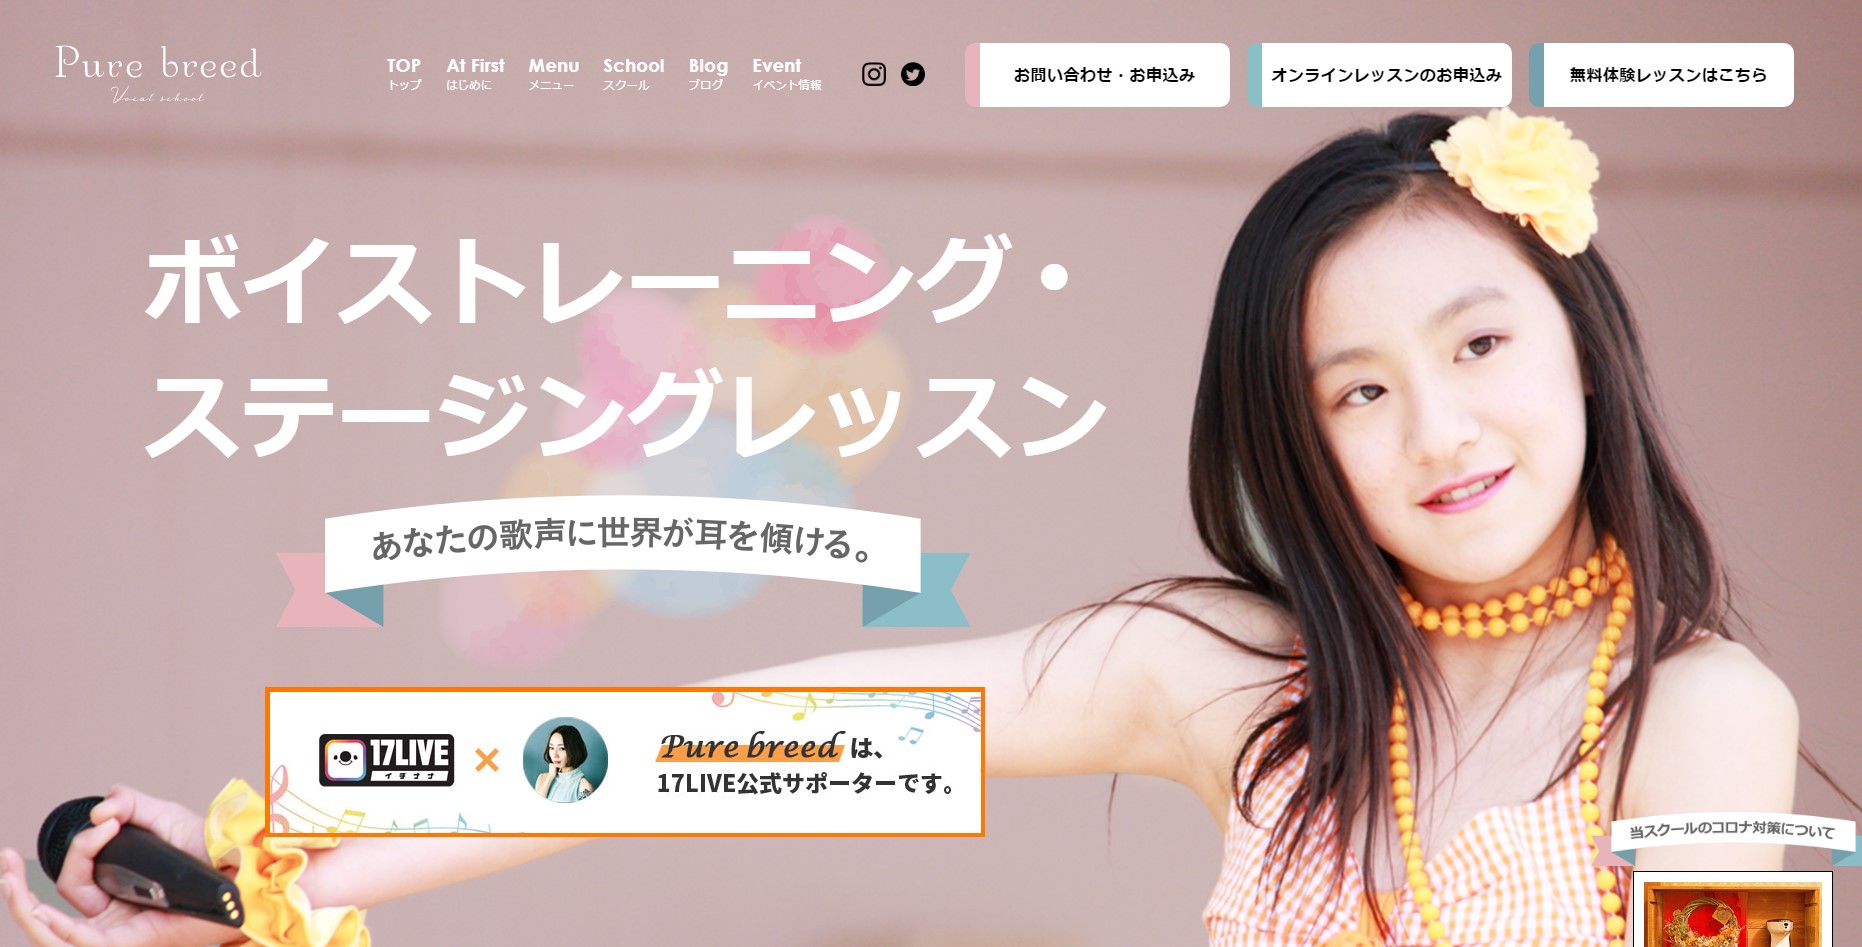 Pure breed
Vocal school
TOP
トップ
At First
はじめに
Menu
メニュー
School
スクール
Blog
ブログ
Event
イベント情報
お問い合わせ・お申込み
オンラインレッスンのお申込み
無料体験レッスンはこちら
ボイストレーニング・
ステージングレッスン
あなたの歌声に世界が耳を傾ける。
17LIVE
イチナナ
×
Pure breed は、
17LIVE公式サポーターです。
当スクールのコロナ対策について